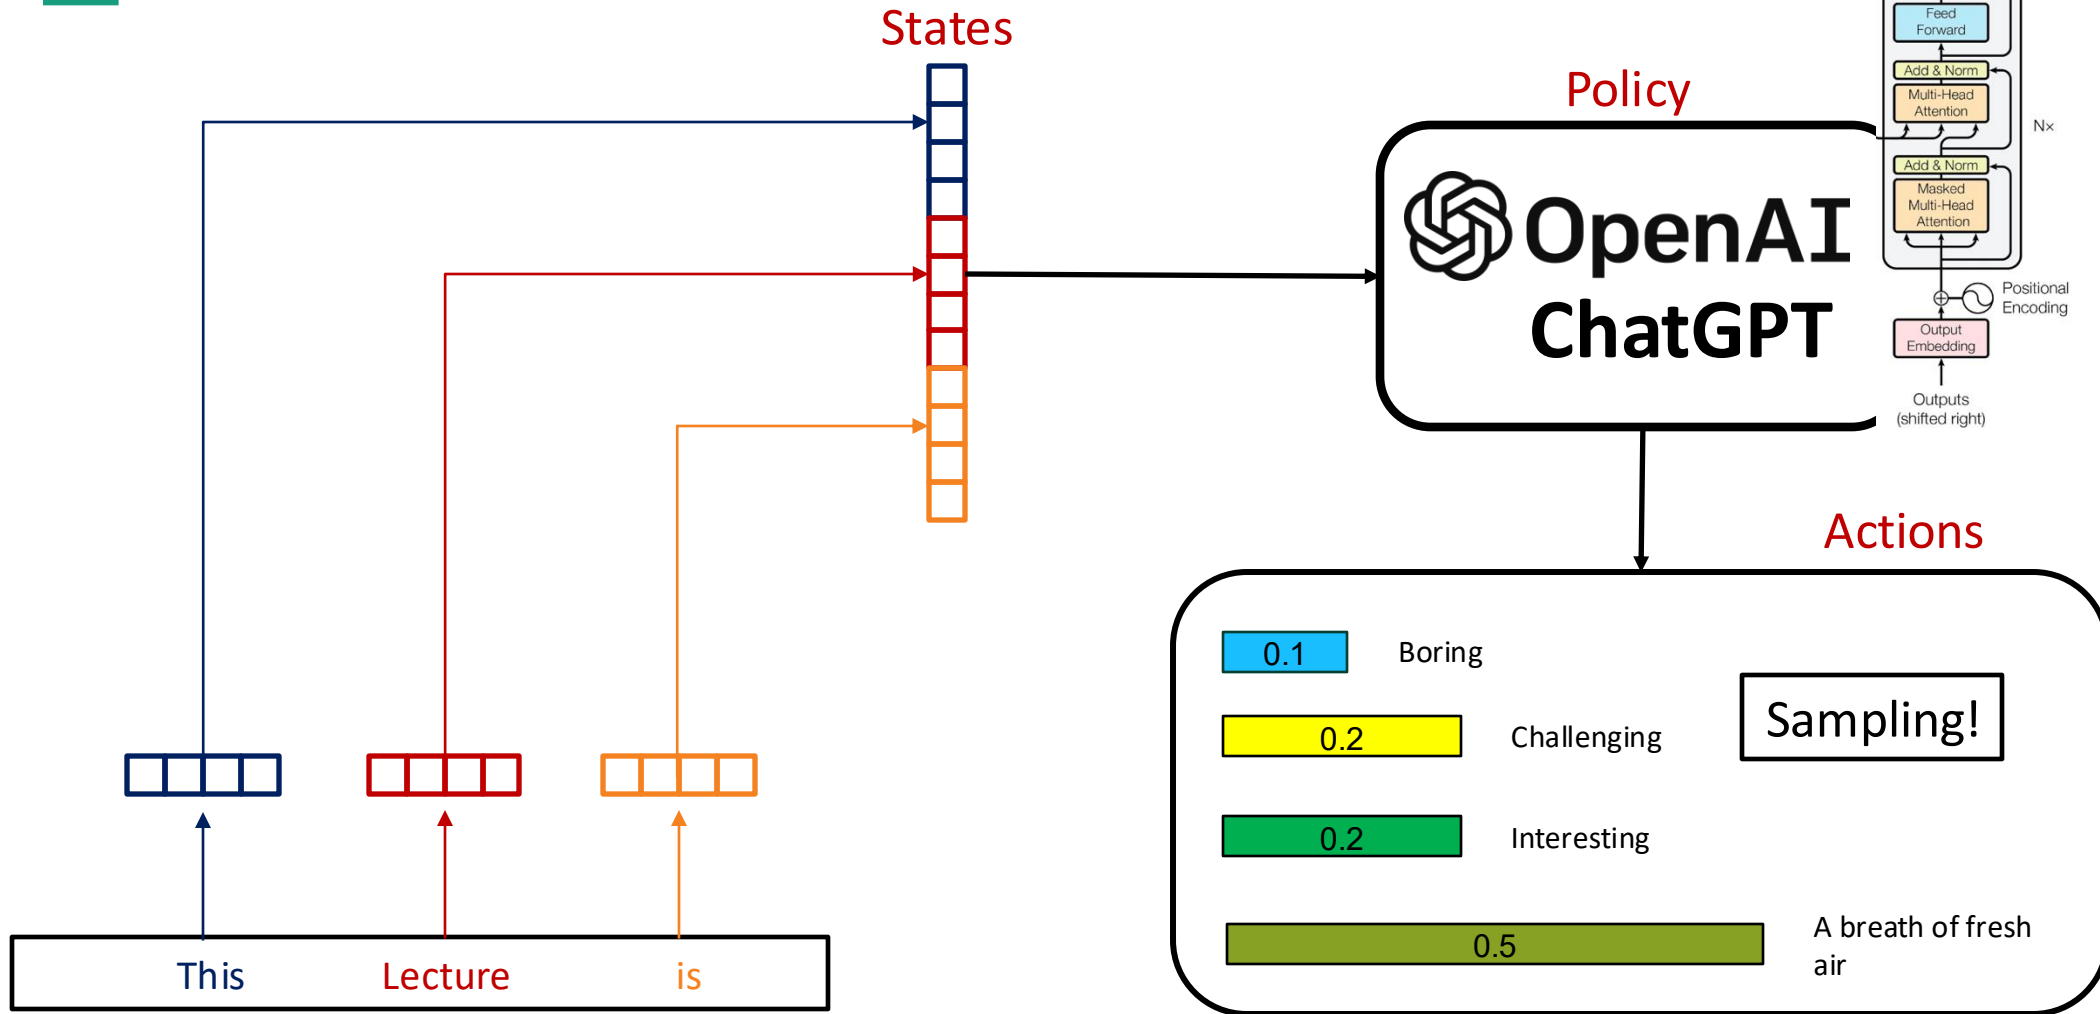 States
Policy
OpenAI
ChatGPT
Feed
Forward
Add & Norm
Multi-Head
Attention
Nx
Add & Norm
Masked
Multi-Head
Attention
Positional
Encoding
Output
Embedding
Outputs
(shifted right)
Actions
0.1 Boring
0.2 Challenging
Sampling!
0.2 Interesting
0.5 A breath of fresh
air
This Lecture is